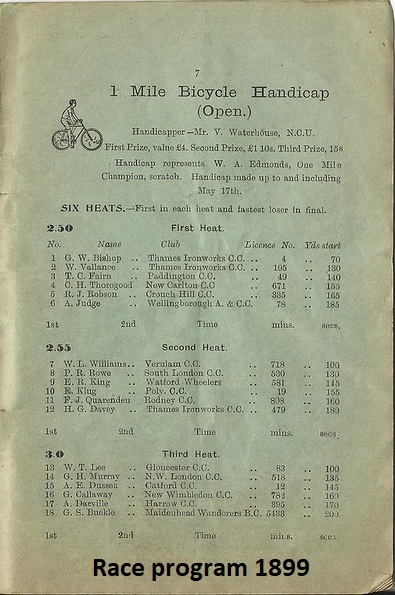 7
1 Mile Bicycle Handicap
(Open.)
Handicapper—Mr. V. Waterhouse, N.C.U.
First Prize, value £4. Second Prize, £1 10s. Third Prize, 15s
Handicap represents W. A. Edmonds, One Mile
Champion, scratch. Handicap made up to and including
May 17th.
SIX HEATS.—First in each heat and fastest loser in final.
2.50 First Heat.
No. Name Club Licence No. Yds start
1 G. W. Bishop .. Thames Ironworks C.C. .. 4 .. 70
2 W. Vallance .. Thames Ironworks C.C. .. 195 .. 130
3 T. C. Fairo .. Paddington C.C. .. 49 .. 140
4 C. H. Thorogood New Carlton C.C .. 671 .. 155
5 R. J. Robson .. Crouch Hill C.C. .. 335 .. 165
6 A. Judge .. Wellingborough A. & C.C. 78 .. 185
1st 2nd Time mins. secs.
2.55 Second Heat.
7 W. L. Williams .. Verulam C.C. .. 718 .. 100
8 P. R. Rowe .. South London C.C. .. 530 .. 130
9 E. R. King .. Watford Wheelers .. 581 .. 145
10 E. Klug .. Poly. C.C. .. 19 .. 155
11 F. J. Quarenden Rodney C.C. .. 808 .. 160
12 H. G. Davey .. Thames Ironworks C.C. .. 479 .. 180
1st 2nd Time mins. secs
3.0 Third Heat.
13 W. T. Lee .. Gloucester C.C. .. 83 .. 100
14 G. H. Murray .. N.W. London C.C. .. 518 .. 135
15 A. E. Dussek .. Catford C.C. .. 12 .. 145
16 G. Callaway .. New Wimbledon C.C. .. 782 .. 160
17 A. Darville .. Harrow C.C. .. 395 .. 170
18 G. S. Buckle .. Maidenhead Wanderers B.C. 5433 .. 200
1st 2nd Time mins. secs.
Race program 1899